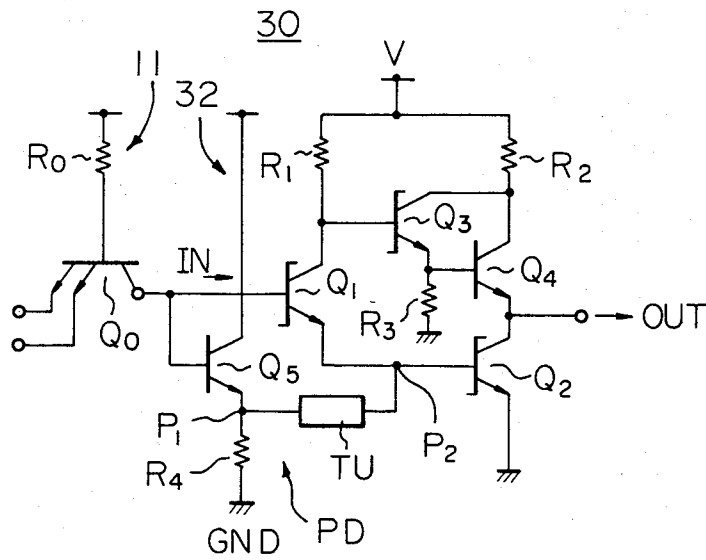 30
11
32
V
R0
R1
R2
Q3
IN
Q1
Q4
Q0
R3
OUT
Q5
Q2
P1
P2
R4
TU
GND
PD